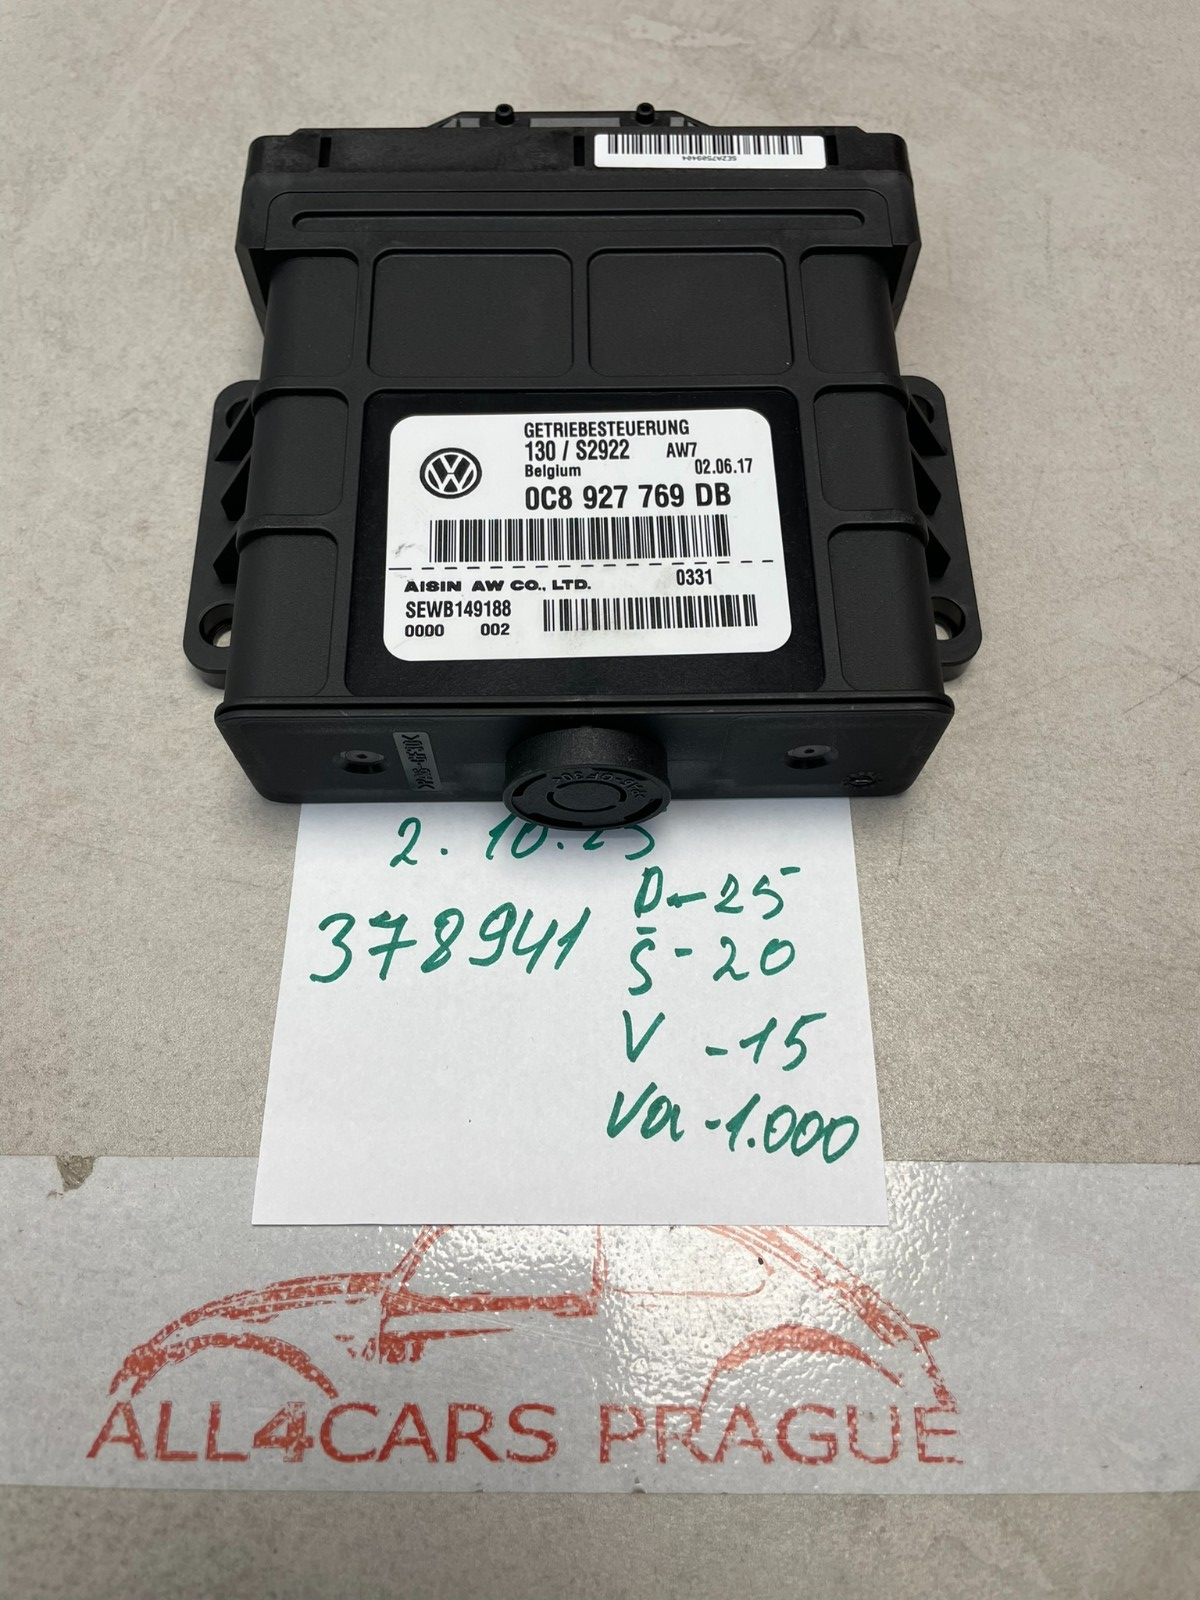 SE2A7509404
GETRIEBESTEUERUNG
130 / S2922 AW7
Belgium 02.06.17
0C8 927 769 DB
AISIN AW CO., LTD. 0331
SEWB149188
0000 002
2.10.25
378941
D-25
Š-20
V -15
Va-1.000
ALL4CARS PRAGUE